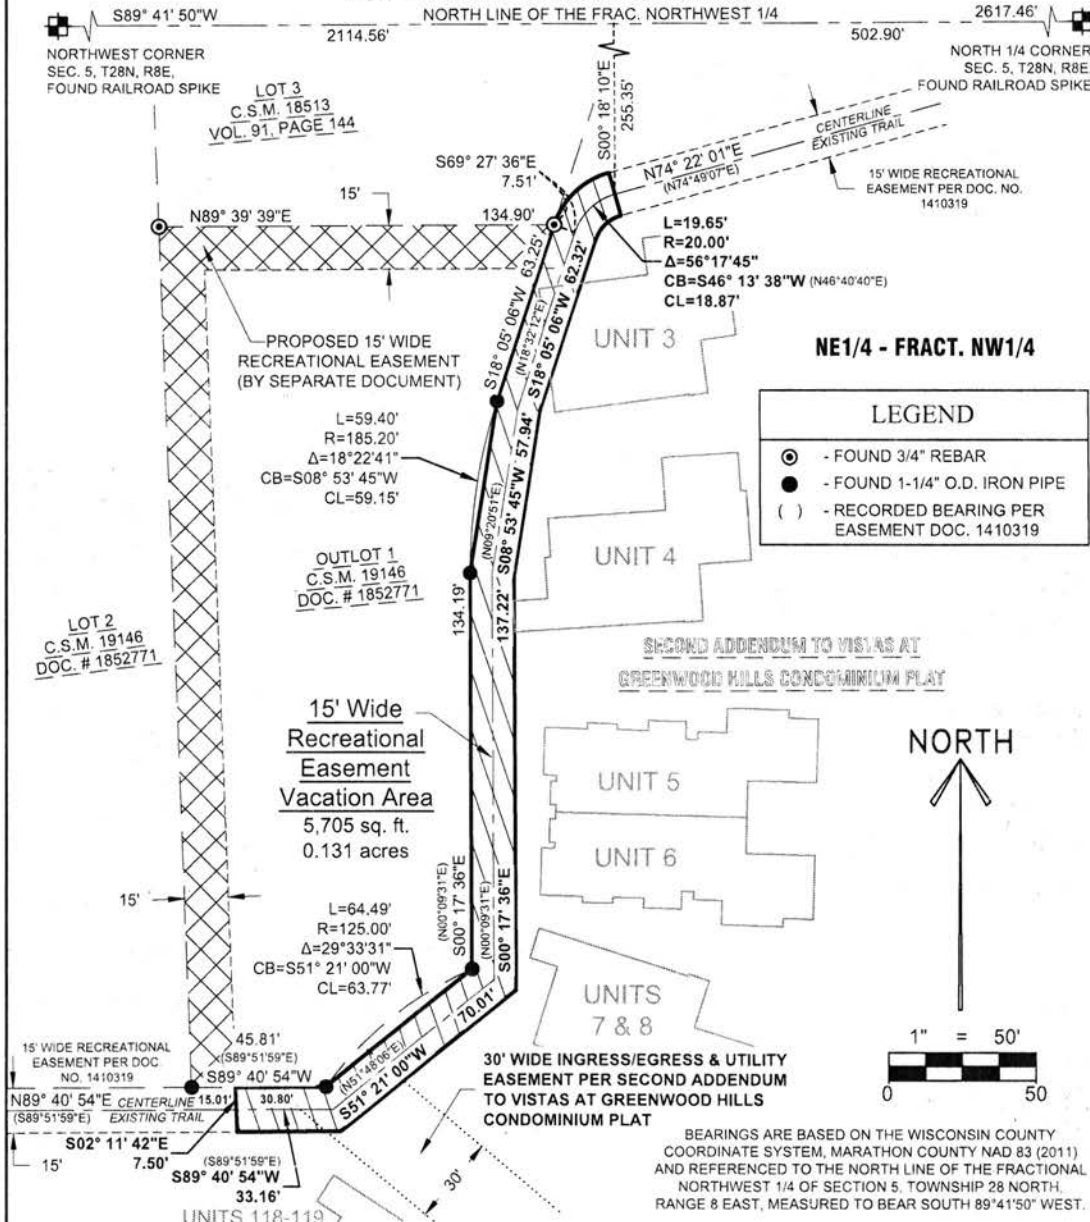 S89° 41' 50"W
NORTH LINE OF THE FRAC. NORTHWEST 1/4
2617.46'
2114.56'
502.90'
NORTHWEST CORNER
SEC. 5, T28N, R8E,
FOUND RAILROAD SPIKE
NORTH 1/4 CORNER
SEC. 5, T28N, R8E
FOUND RAILROAD SPIKE
LOT 3
C.S.M. 18513
VOL. 91, PAGE 144
S00° 18' 10"E
255.35'
CENTERLINE
EXISTING TRAIL
N74° 22' 01"E
(N74°49'07"E)
15' WIDE RECREATIONAL
EASEMENT PER DOC. NO.
1410319
S69° 27' 36"E
7.51'
15'
N89° 39' 39"E
134.90'
L=19.65'
R=20.00'
Δ=56°17'45"
CB=S46° 13' 38"W (N46°40'40"E)
CL=18.87'
S18° 05' 06"W 63.25'
(N18°32'12"E)
S18° 05' 06"W 62.32'
UNIT 3
PROPOSED 15' WIDE
RECREATIONAL EASEMENT
(BY SEPARATE DOCUMENT)
NE1/4 - FRACT. NW1/4
LEGEND
- FOUND 3/4" REBAR
- FOUND 1-1/4" O.D. IRON PIPE
( ) - RECORDED BEARING PER
EASEMENT DOC. 1410319
L=59.40'
R=185.20'
Δ=18°22'41"
CB=S08° 53' 45"W
CL=59.15'
(N09°20'51"E)
S08° 53' 45"W 57.94'
UNIT 4
OUTLOT 1
C.S.M. 19146
DOC. # 1852771
134.19'
137.22'
LOT 2
C.S.M. 19146
DOC. # 1852771
SECOND ADDENDUM TO VISTAS AT
GREENWOOD HILLS CONDOMINIUM PLAT
15' Wide
Recreational
Easement
Vacation Area
5,705 sq. ft.
0.131 acres
UNIT 5
UNIT 6
NORTH
15'
(N00°09'31"E)
S00° 17' 36"E
(N00°09'31"E)
S00° 17' 36"E
L=64.49'
R=125.00'
Δ=29°33'31"
CB=S51° 21' 00"W
CL=63.77'
UNITS
7 & 8
70.01'
(N51°48'06"E)
S51° 21' 00"W
1" = 50'
0
50
45.81'
(S89°51'59"E)
S89° 40' 54"W
15' WIDE RECREATIONAL
EASEMENT PER DOC.
NO. 1410319
N89° 40' 54"E
(S89°51'59"E)
CENTERLINE
EXISTING TRAIL
15.01'
30.80'
S02° 11' 42"E
7.50'
15'
(S89°51'59"E)
S89° 40' 54"W
33.16'
30' WIDE INGRESS/EGRESS & UTILITY
EASEMENT PER SECOND ADDENDUM
TO VISTAS AT GREENWOOD HILLS
CONDOMINIUM PLAT
30'
UNITS 118-119
BEARINGS ARE BASED ON THE WISCONSIN COUNTY
COORDINATE SYSTEM, MARATHON COUNTY NAD 83 (2011)
AND REFERENCED TO THE NORTH LINE OF THE FRACTIONAL
NORTHWEST 1/4 OF SECTION 5, TOWNSHIP 28 NORTH,
RANGE 8 EAST, MEASURED TO BEAR SOUTH 89°41'50" WEST.